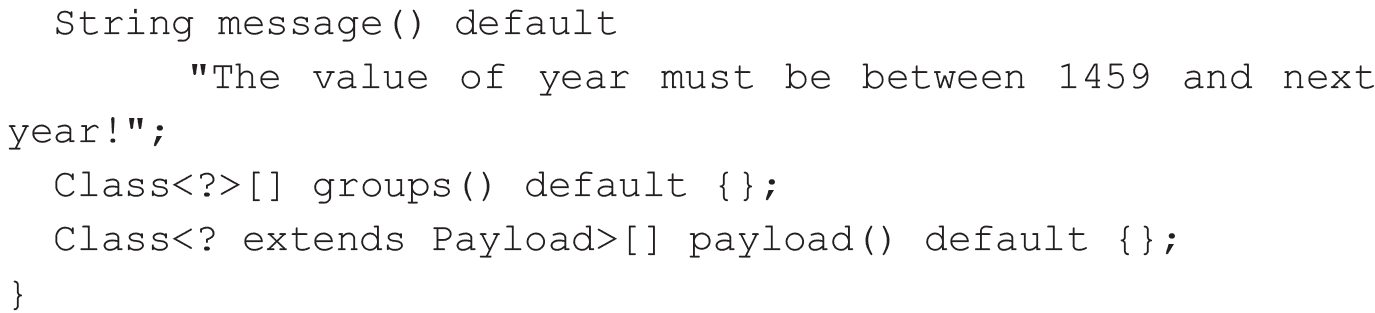 String message() default
"The value of year must be between 1459 and next
year!";
Class<?>[] groups() default {};
Class<? extends Payload>[] payload() default {};
}